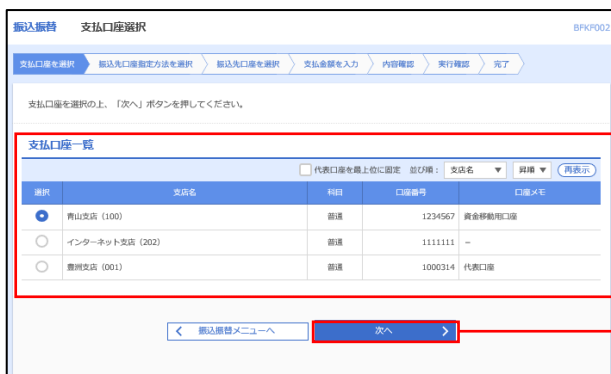 振込振替 支払口座選択 BFKF002
支払口座を選択 振込先口座指定方法を選択 振込先口座を選択 支払金額を入力 内容確認 実行確認 完了
支払口座を選択の上、「次へ」ボタンを押してください。
支払口座一覧
代表口座を最上位に固定 並び順： 支店名 ▼ 昇順 ▼ 再表示
選択 支店名 科目 口座番号 口座メモ
青山支店（100） 普通 1234567 資金移動用口座
インターネット支店（202） 普通 1111111 －
豊洲支店（001） 普通 1000314 代表口座
振込振替メニューへ 次へ